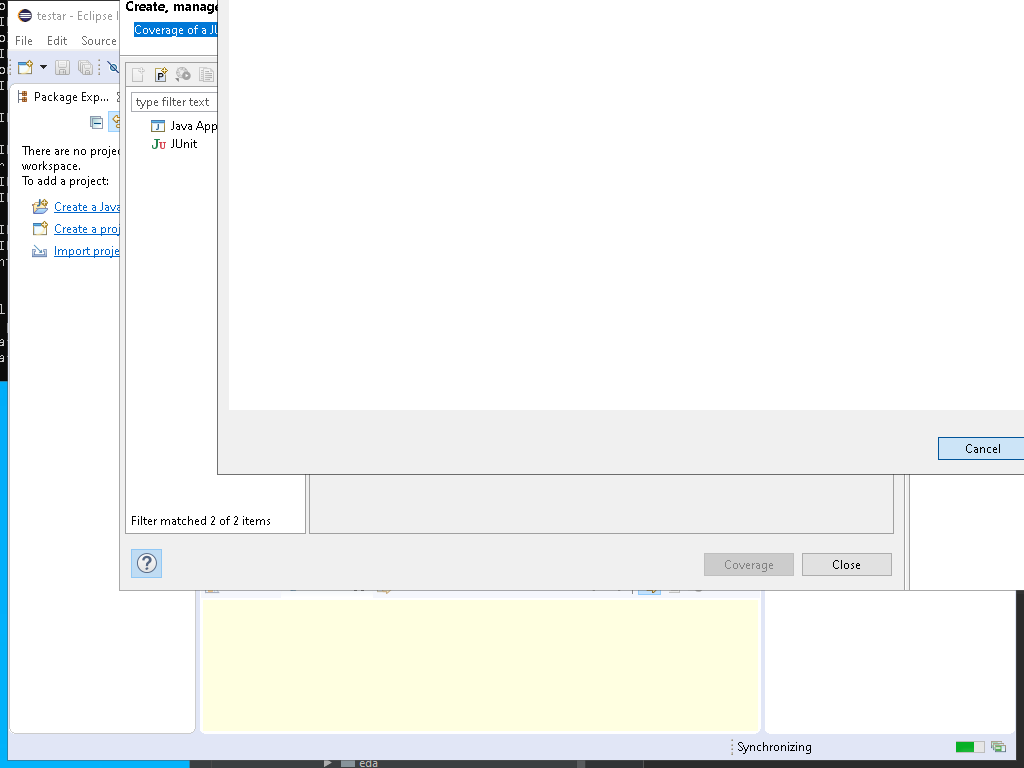 testar - Eclipse I
File Edit Source
Package Exp...
There are no projec
workspace.
To add a project:
Create a Java
Create a proj
Import proje
Create, manage
Coverage of a JU
type filter text
Java App
JUnit
Filter matched 2 of 2 items
Cancel
Coverage
Close
Synchronizing
eda